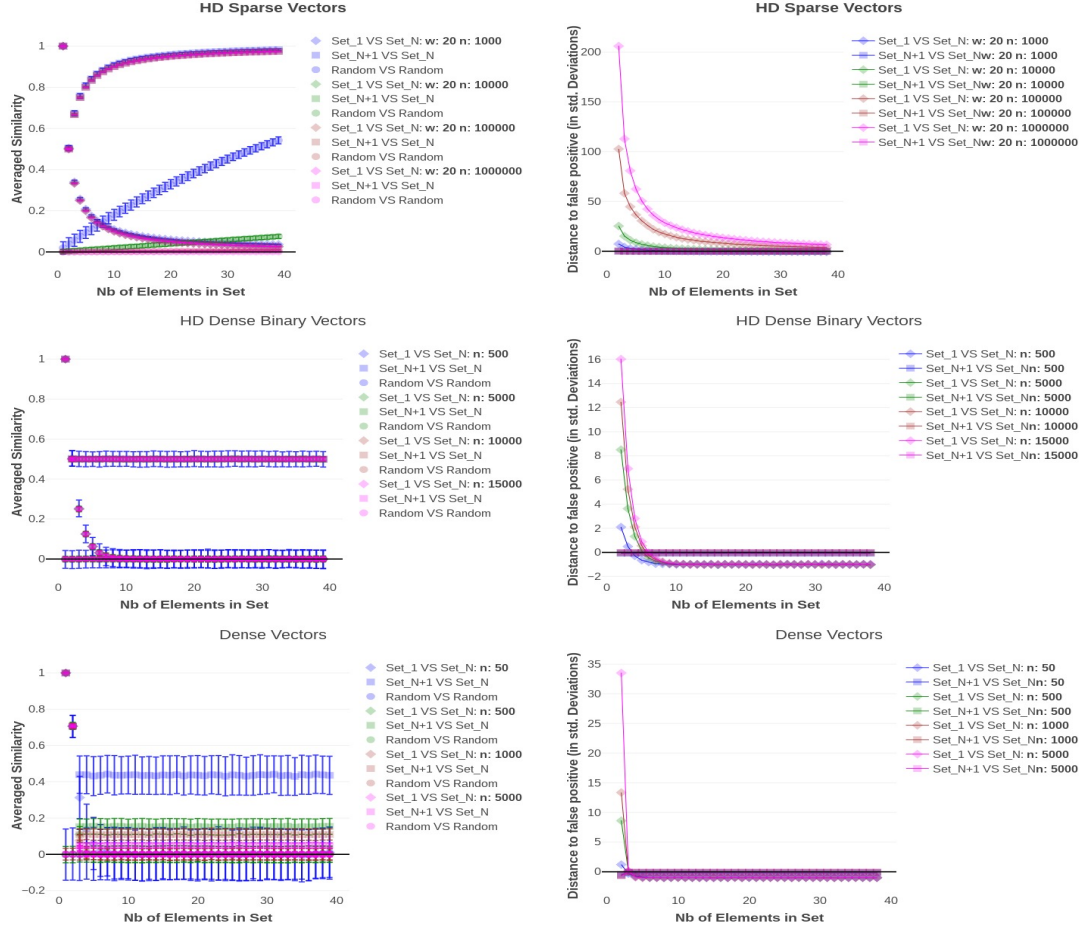 HD Sparse Vectors
1
0.8
0.6
0.4
0.2
0
0
10
20
30
40
Averaged Similarity
Nb of Elements in Set
Set_1 VS Set_N: w: 20 n: 1000
Set_N+1 VS Set_N
Random VS Random
Set_1 VS Set_N: w: 20 n: 10000
Set_N+1 VS Set_N
Random VS Random
Set_1 VS Set_N: w: 20 n: 100000
Set_N+1 VS Set_N
Random VS Random
Set_1 VS Set_N: w: 20 n: 1000000
Set_N+1 VS Set_N
Random VS Random
HD Sparse Vectors
200
150
100
50
0
0
10
20
30
40
Distance to false positive (in std. Deviations)
Nb of Elements in Set
Set_1 VS Set_N: w: 20 n: 1000
Set_N+1 VS Set_Nw: 20 n: 1000
Set_1 VS Set_N: w: 20 n: 10000
Set_N+1 VS Set_Nw: 20 n: 10000
Set_1 VS Set_N: w: 20 n: 100000
Set_N+1 VS Set_Nw: 20 n: 100000
Set_1 VS Set_N: w: 20 n: 1000000
Set_N+1 VS Set_Nw: 20 n: 1000000
HD Dense Binary Vectors
1
0.8
0.6
0.4
0.2
0
0
10
20
30
40
Averaged Similarity
Nb of Elements in Set
Set_1 VS Set_N: n: 500
Set_N+1 VS Set_N
Random VS Random
Set_1 VS Set_N: n: 5000
Set_N+1 VS Set_N
Random VS Random
Set_1 VS Set_N: n: 10000
Set_N+1 VS Set_N
Random VS Random
Set_1 VS Set_N: n: 15000
Set_N+1 VS Set_N
Random VS Random
HD Dense Binary Vectors
16
14
12
10
8
6
4
2
0
−2
0
10
20
30
40
Distance to false positive (in std. Deviations)
Nb of Elements in Set
Set_1 VS Set_N: n: 500
Set_N+1 VS Set_Nn: 500
Set_1 VS Set_N: n: 5000
Set_N+1 VS Set_Nn: 5000
Set_1 VS Set_N: n: 10000
Set_N+1 VS Set_Nn: 10000
Set_1 VS Set_N: n: 15000
Set_N+1 VS Set_Nn: 15000
Dense Vectors
1
0.8
0.6
0.4
0.2
0
−0.2
0
10
20
30
40
Averaged Similarity
Nb of Elements in Set
Set_1 VS Set_N: n: 50
Set_N+1 VS Set_N
Random VS Random
Set_1 VS Set_N: n: 500
Set_N+1 VS Set_N
Random VS Random
Set_1 VS Set_N: n: 1000
Set_N+1 VS Set_N
Random VS Random
Set_1 VS Set_N: n: 5000
Set_N+1 VS Set_N
Random VS Random
Dense Vectors
35
30
25
20
15
10
5
0
−5
0
10
20
30
40
Distance to false positive (in std. Deviations)
Nb of Elements in Set
Set_1 VS Set_N: n: 50
Set_N+1 VS Set_Nn: 50
Set_1 VS Set_N: n: 500
Set_N+1 VS Set_Nn: 500
Set_1 VS Set_N: n: 1000
Set_N+1 VS Set_Nn: 1000
Set_1 VS Set_N: n: 5000
Set_N+1 VS Set_Nn: 5000